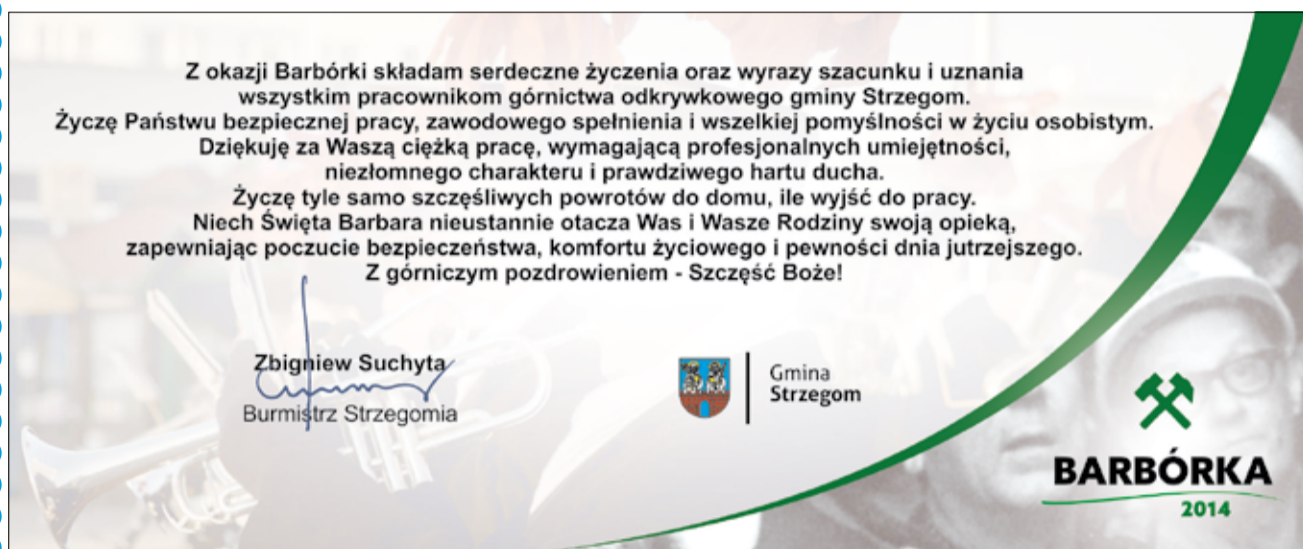 Z okazji Barbórki składam serdeczne życzenia oraz wyrazy szacunku i uznania
wszystkim pracownikom górnictwa odkrywkowego gminy Strzegom.
Życzę Państwu bezpiecznej pracy, zawodowego spełnienia i wszelkiej pomyślności w życiu osobistym.
Dziękuję za Waszą ciężką pracę, wymagającą profesjonalnych umiejętności,
niezłomnego charakteru i prawdziwego hartu ducha.
Życzę tyle samo szczęśliwych powrotów do domu, ile wyjść do pracy.
Niech Święta Barbara nieustannie otacza Was i Wasze Rodziny swoją opieką,
zapewniając poczucie bezpieczeństwa, komfortu życiowego i pewności dnia jutrzejszego.
Z górniczym pozdrowieniem - Szczęść Boże!
Zbigniew Suchyta
Burmistrz Strzegomia
Gmina
Strzegom
BARBÓRKA
2014